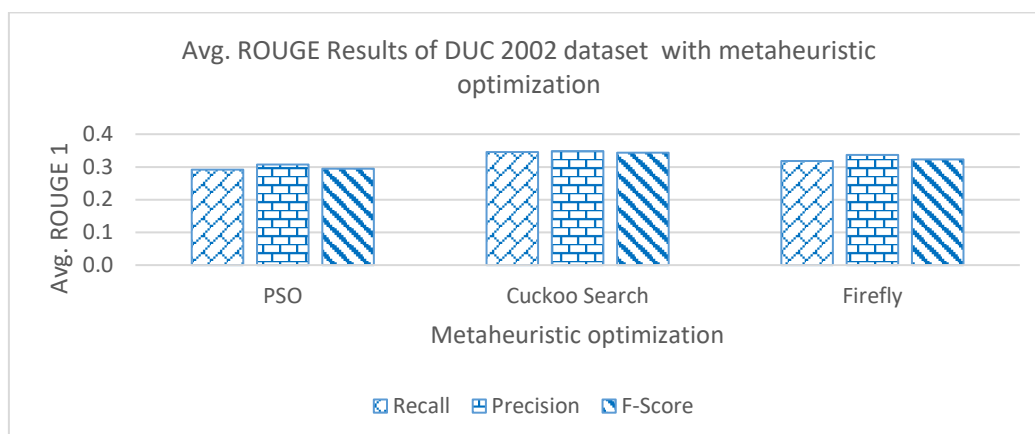 Avg. ROUGE Results of DUC 2002 dataset with metaheuristic
optimization
Avg. ROUGE 1
0.4
0.3
0.2
0.1
0.0
PSO
Cuckoo Search
Firefly
Metaheuristic optimization
Recall
Precision
F-Score